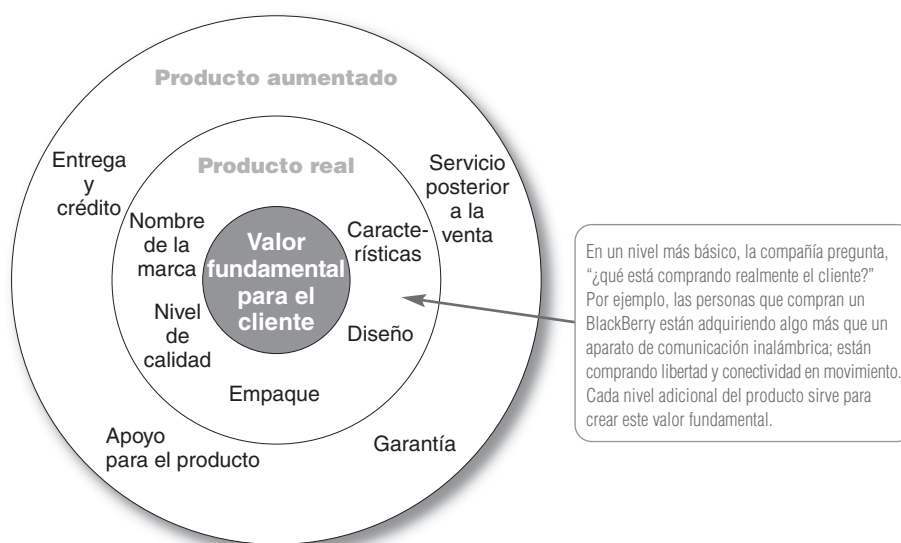 Producto aumentado
Producto real
Entrega
y
crédito
Nombre
de la
marca
Valor
fundamental
para el
cliente
Caracte-
rísticas
Servicio
posterior
a la
venta
Nivel
de
calidad
Diseño
Empaque
Apoyo
para el producto
Garantía
En un nivel más básico, la compañía pregunta,
“¿qué está comprando realmente el cliente?”
Por ejemplo, las personas que compran un
BlackBerry están adquiriendo algo más que un
aparato de comunicación inalámbrica; están
comprando libertad y conectividad en movimiento.
Cada nivel adicional del producto sirve para
crear este valor fundamental.